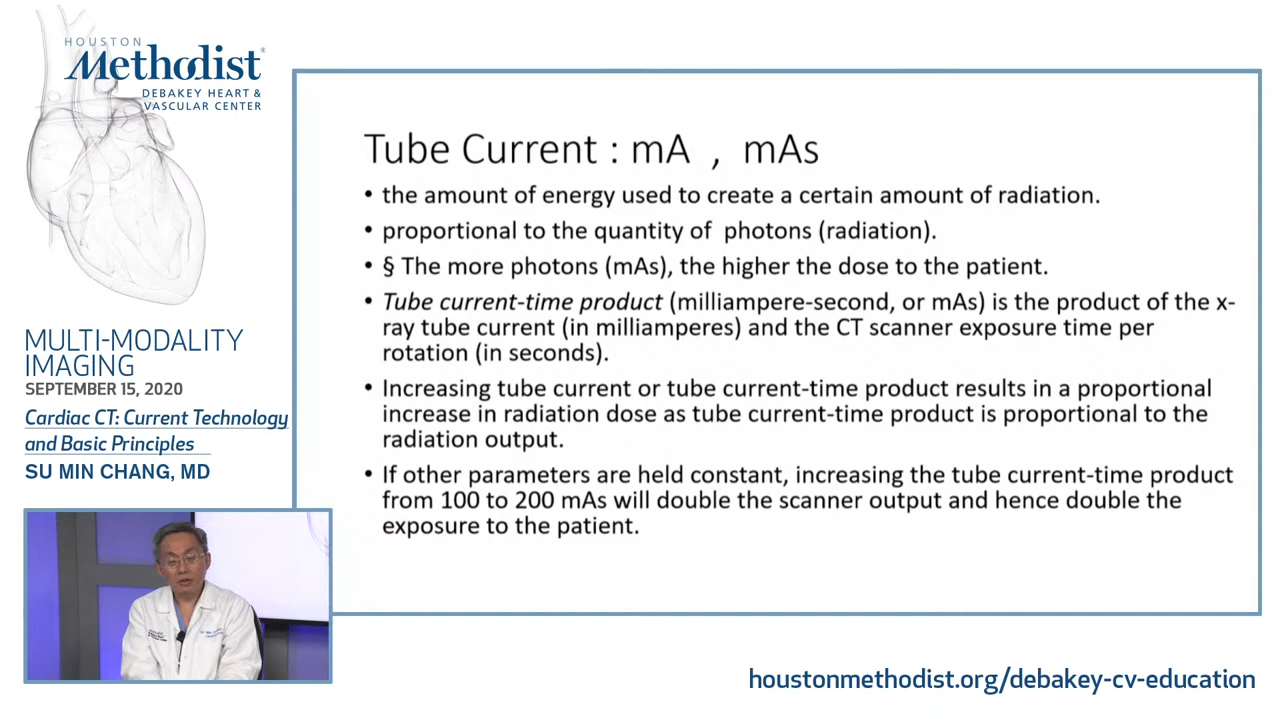 HOUSTON
Methodist®
DEBAKEY HEART &
VASCULAR CENTER
MULTI-MODALITY
IMAGING
SEPTEMBER 15, 2020
Cardiac CT: Current Technology
and Basic Principles
SU MIN CHANG, MD
Tube Current : mA , mAs
• the amount of energy used to create a certain amount of radiation.
• proportional to the quantity of photons (radiation).
• § The more photons (mAs), the higher the dose to the patient.
• Tube current-time product (milliampere-second, or mAs) is the product of the x-
ray tube current (in milliamperes) and the CT scanner exposure time per
rotation (in seconds).
• Increasing tube current or tube current-time product results in a proportional
increase in radiation dose as tube current-time product is proportional to the
radiation output.
• If other parameters are held constant, increasing the tube current-time product
from 100 to 200 mAs will double the scanner output and hence double the
exposure to the patient.
houstonmethodist.org/debakey-cv-education